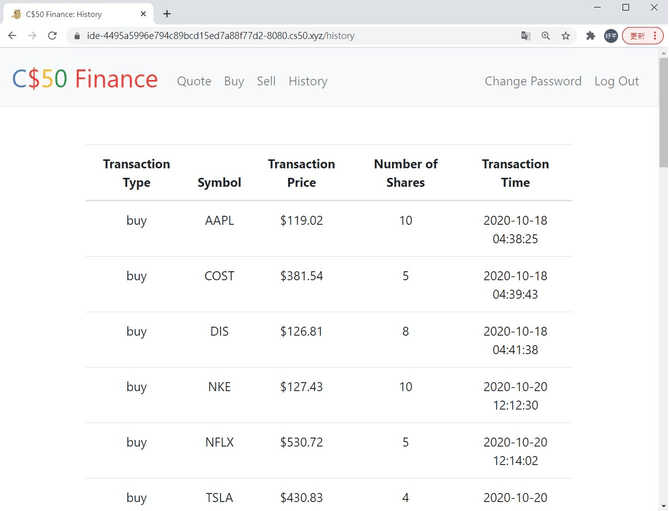 C$50 Finance: History
ide-4495a5996e794c89bcd15ed7a88f77d2-8080.cs50.xyz/history
更新
C$50 Finance Quote Buy Sell History Change Password Log Out
Transaction Type Symbol Transaction Price Number of Shares Transaction Time
buy AAPL $119.02 10 2020-10-18 04:38:25
buy COST $381.54 5 2020-10-18 04:39:43
buy DIS $126.81 8 2020-10-18 04:41:38
buy NKE $127.43 10 2020-10-20 12:12:30
buy NFLX $530.72 5 2020-10-20 12:14:02
buy TSLA $430.83 4 2020-10-20